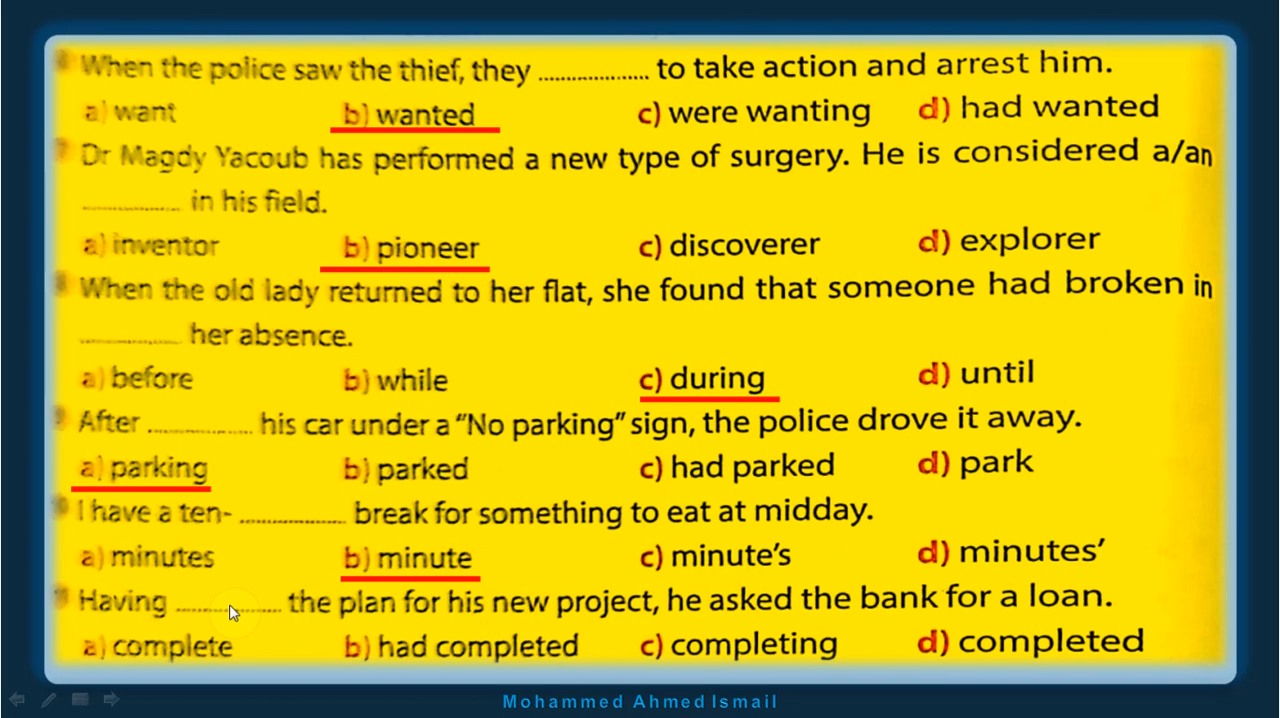 When the police saw the thief, they .................... to take action and arrest him.
a) want b) wanted c) were wanting d) had wanted
7 Dr Magdy Yacoub has performed a new type of surgery. He is considered a/an
.................. in his field.
a) inventor b) pioneer c) discoverer d) explorer
8 When the old lady returned to her flat, she found that someone had broken in
.................. her absence.
a) before b) while c) during d) until
9 After .................... his car under a “No parking” sign, the police drove it away.
a) parking b) parked c) had parked d) park
10 I have a ten- .................... break for something to eat at midday.
a) minutes b) minute c) minute’s d) minutes’
Having .................... the plan for his new project, he asked the bank for a loan.
a) complete b) had completed c) completing d) completed
Mohammed Ahmed Ismail